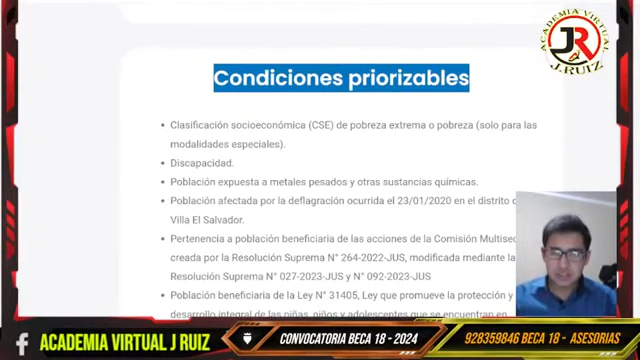 ACADEMIA VIRTUAL
JR
J.RUIZ
Condiciones priorizables
Clasificación socioeconómica (CSE) de pobreza extrema o pobreza (solo para las
modalidades especiales).
Discapacidad.
Población expuesta a metales pesados y otras sustancias químicas.
Población afectada por la deflagración ocurrida el 23/01/2020 en el distrito
Villa El Salvador.
Pertenencia a población beneficiaria de las acciones de la Comisión
creada por la Resolución Suprema N° 264-2022-JUS, modificada mediante la
Resolución Suprema N° 027-2023-JUS y N° 092-2023-JUS
Población beneficiaria de la Ley N° 31405, Ley que promueve la protección y
desarrollo integral de las niñas, niños y adolescentes que se encuentran en
ACADEMIA VIRTUAL J RUIZ
CONVOCATORIA BECA 18 - 2024
928359846 BECA 18 - ASESORIAS